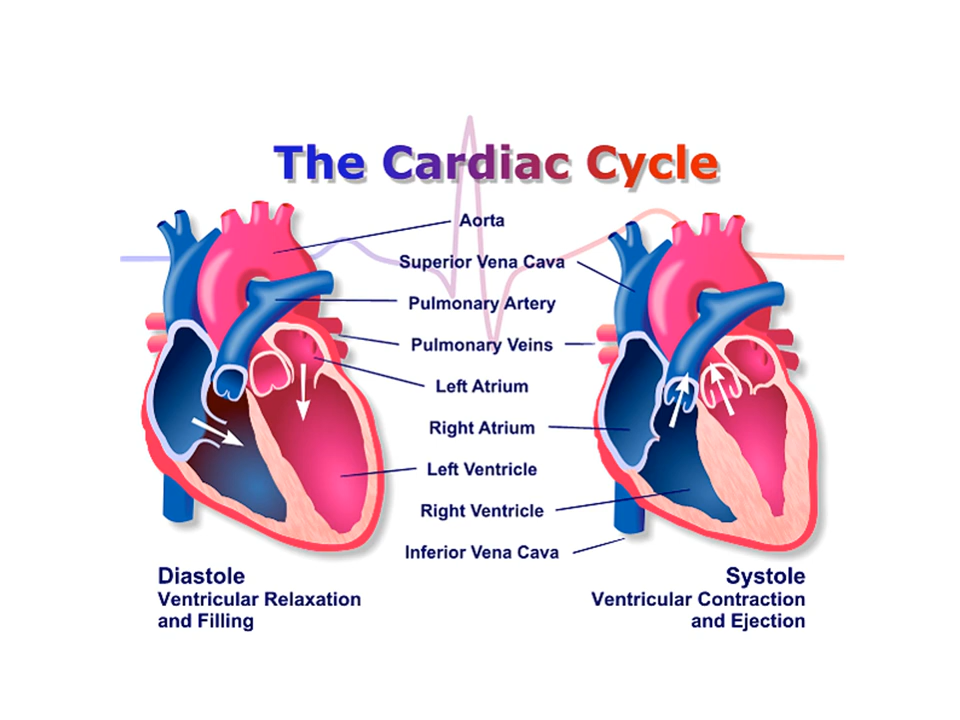 The Cardiac Cycle
Aorta
Superior Vena Cava
Pulmonary Artery
Pulmonary Veins
Left Atrium
Right Atrium
Left Ventricle
Right Ventricle
Inferior Vena Cava
Diastole
Ventricular Relaxation
and Filling
Systole
Ventricular Contraction
and Ejection